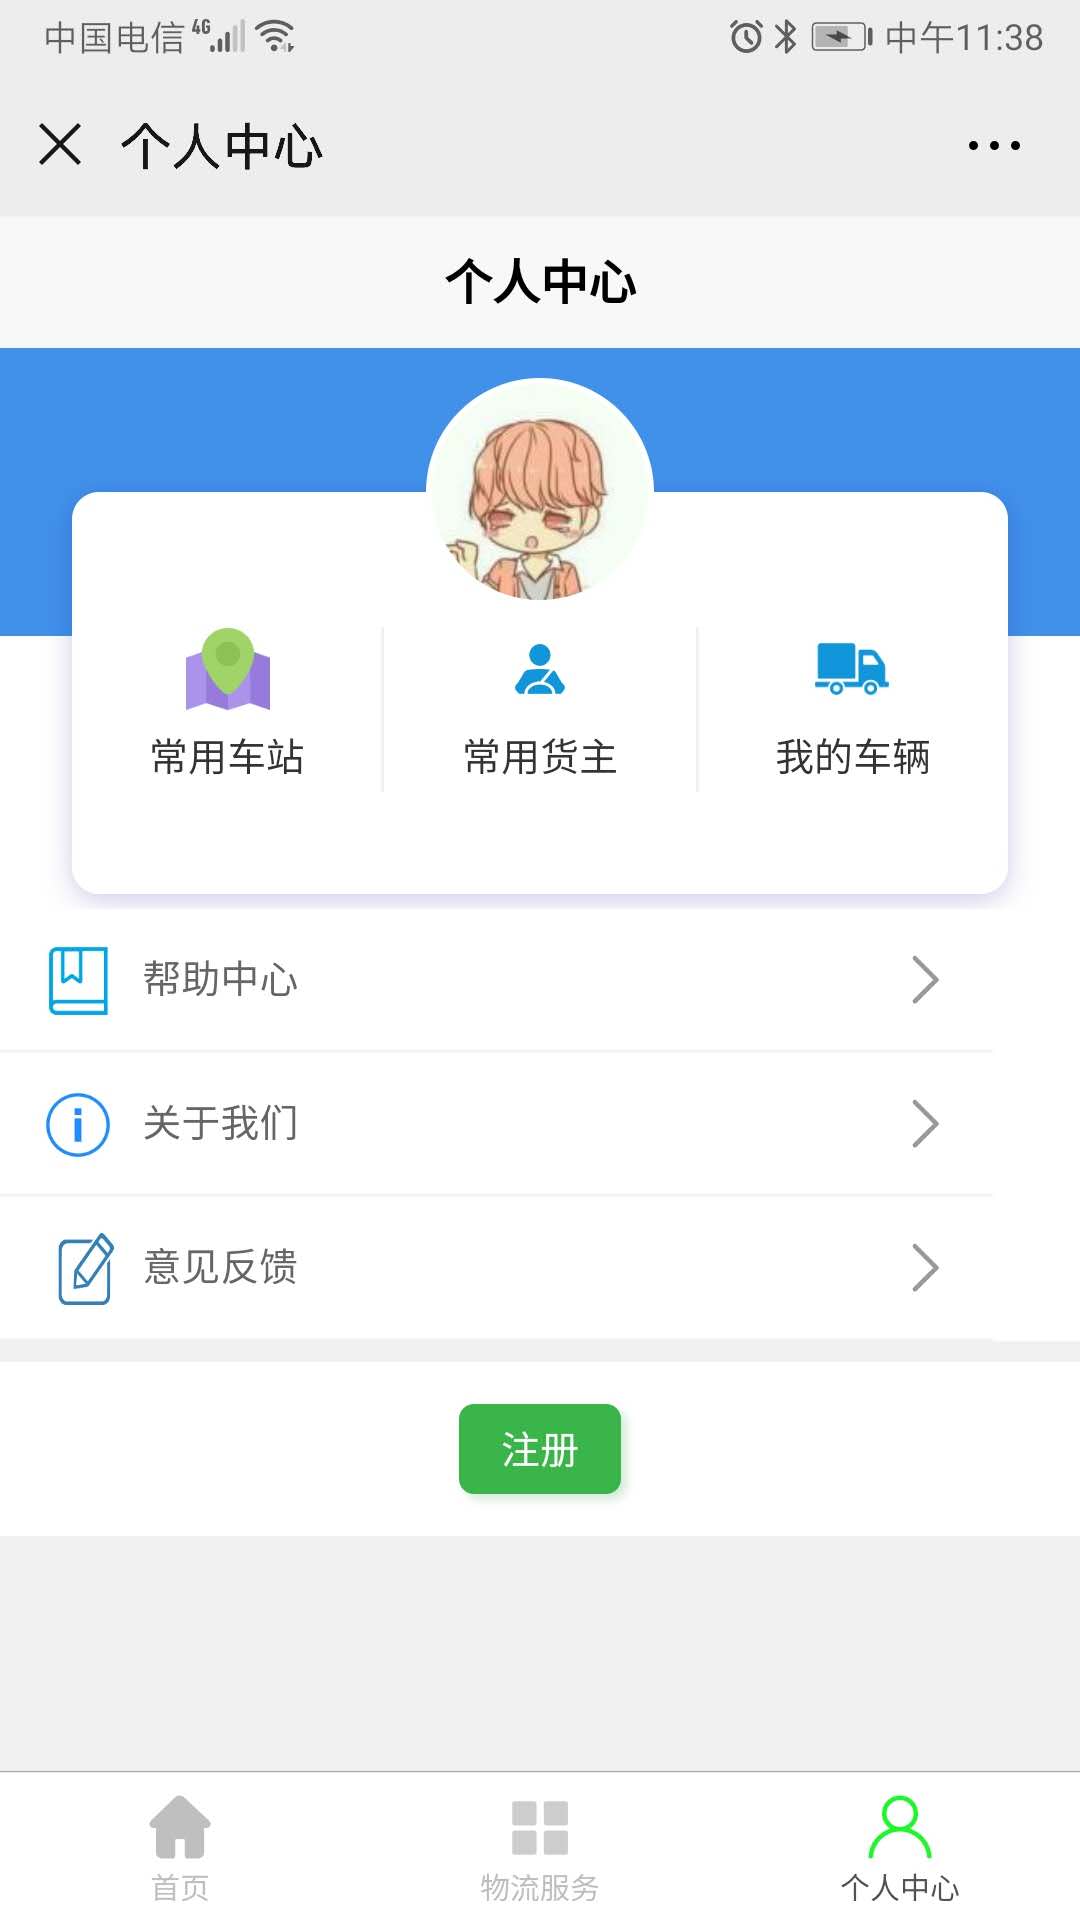 中国电信 4G 中午11:38
个人中心
个人中心
常用车站 常用货主 我的车辆
帮助中心
关于我们
意见反馈
注册
首页 物流服务 个人中心